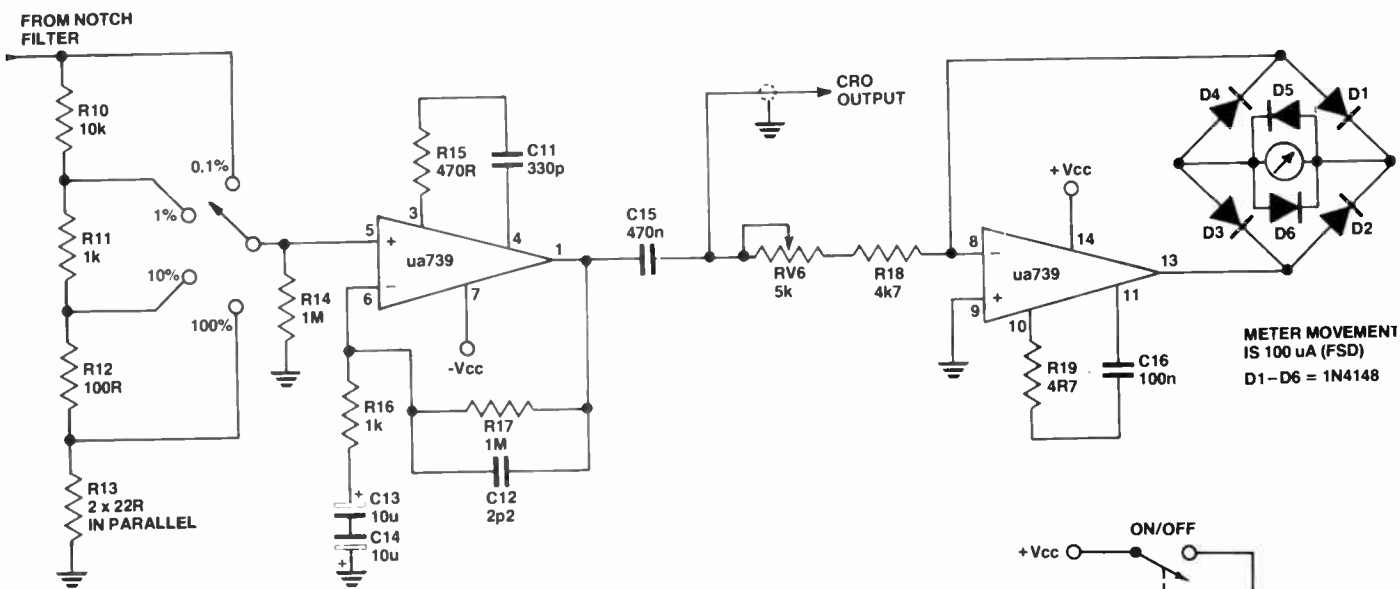 FROM NOTCH
FILTER
R10
10k
0.1%
1%
R11
1k
10%
100%
R12
100R
R13
2 x 22R
IN PARALLEL
R14
1M
R15
470R
C11
330p
3
4
5
+
ua739
1
6
–
7
-Vcc
R16
1k
R17
1M
C12
2p2
+
C13
10u
C14
10u
+
C15
470n
CRO
OUTPUT
RV6
5k
R18
4k7
+Vcc
14
8
–
ua739
13
9
+
10
11
R19
4R7
C16
100n
D4
D5
D1
D3
D6
D2
METER MOVEMENT
IS 100 uA (FSD)
D1–D6 = 1N4148
ON/OFF
+Vcc